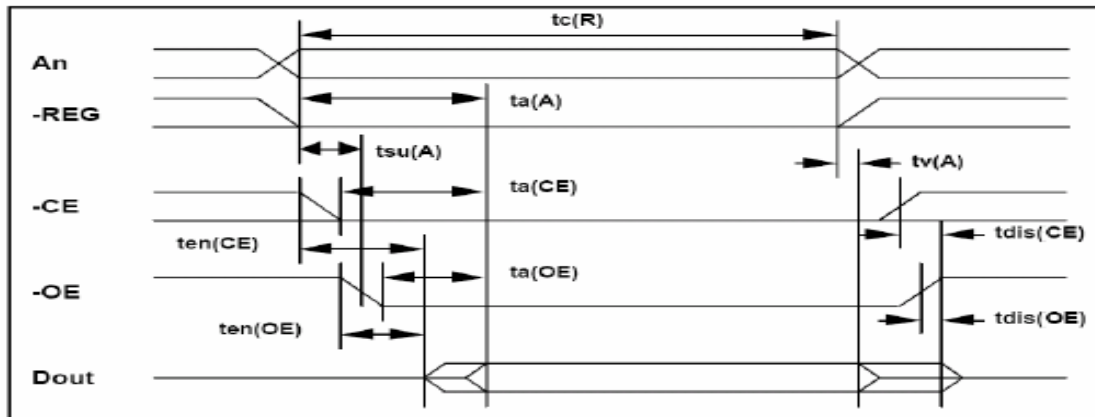 tc(R)
An
ta(A)
-REG
tsu(A)
tv(A)
ta(CE)
-CE
ten(CE)
tdis(CE)
ta(OE)
-OE
ten(OE)
tdis(OE)
Dout